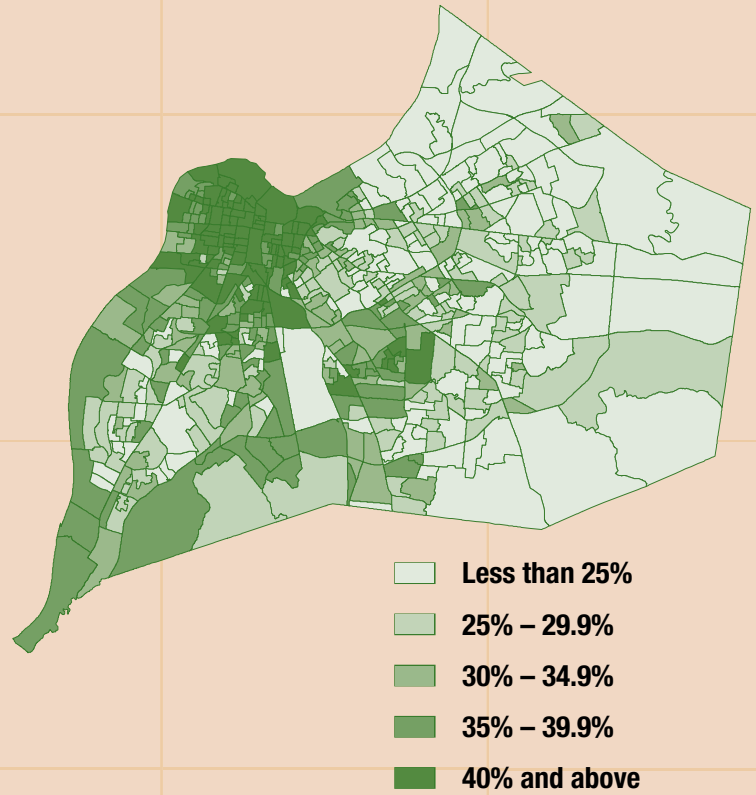 Less than 25%
25% – 29.9%
30% – 34.9%
35% – 39.9%
40% and above